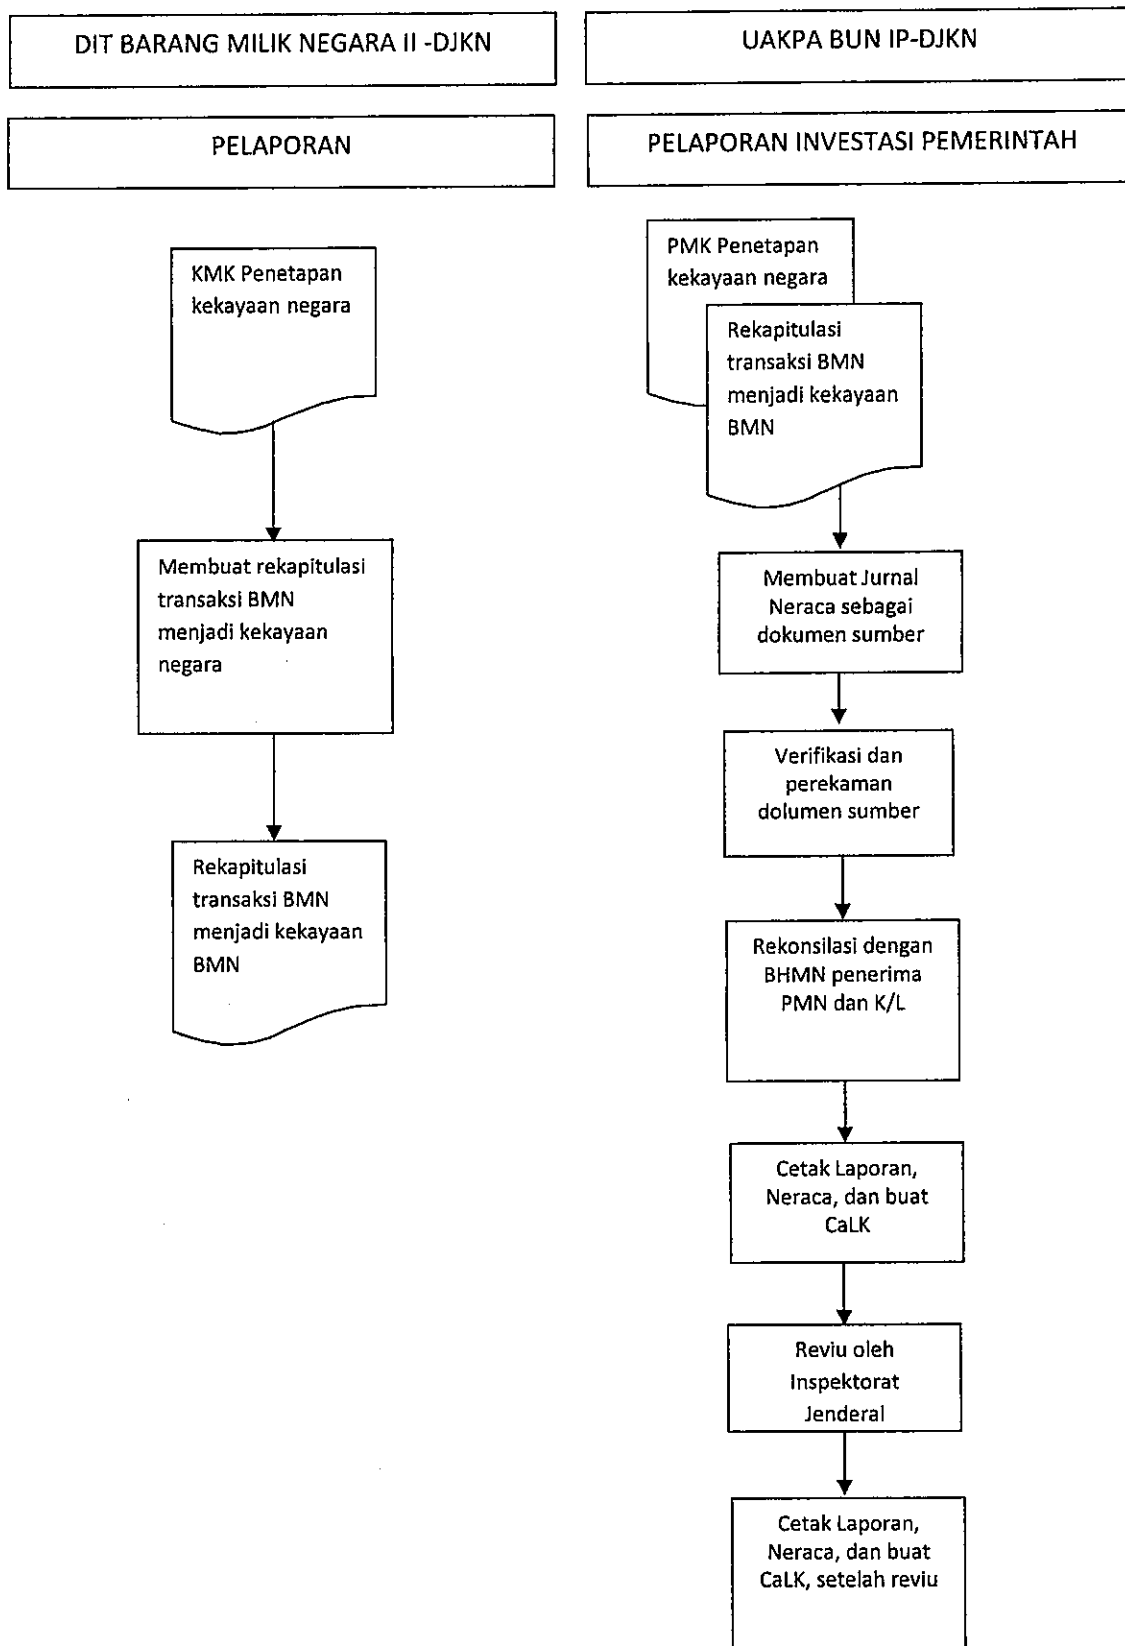 DIT BARANG MILIK NEGARA II -DJKN
UAKPA BUN IP-DJKN
PELAPORAN
PELAPORAN INVESTASI PEMERINTAH
KMK Penetapan
kekayaan negara
Membuat rekapitulasi
transaksi BMN
menjadi kekayaan
negara
Rekapitulasi
transaksi BMN
menjadi kekayaan
BMN
PMK Penetapan
kekayaan negara
Rekapitulasi
transaksi BMN
menjadi kekayaan
BMN
Membuat Jurnal
Neraca sebagai
dokumen sumber
Verifikasi dan
perekaman
dolumen sumber
Rekonsilasi dengan
BHMN penerima
PMN dan K/L
Cetak Laporan,
Neraca, dan buat
CaLK
Reviu oleh
Inspektorat
Jenderal
Cetak Laporan,
Neraca, dan buat
CaLK, setelah reviu